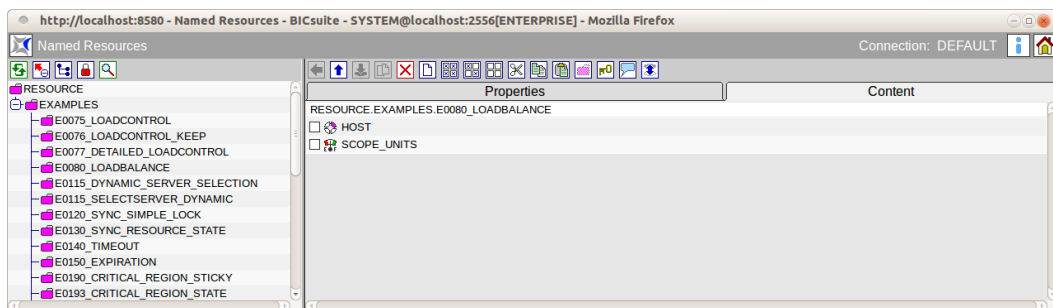 http://localhost:8580 - Named Resources - BICsuite - SYSTEM@localhost:2556[ENTERPRISE] - Mozilla Firefox
Named Resources
Connection: DEFAULT
RESOURCE
EXAMPLES
E0075_LOADCONTROL
E0076_LOADCONTROL_KEEP
E0077_DETAILED_LOADCONTROL
E0080_LOADBALANCE
E0115_DYNAMIC_SERVER_SELECTION
E0115_SELECTSERVER_DYNAMIC
E0120_SYNC_SIMPLE_LOCK
E0130_SYNC_RESOURCE_STATE
E0140_TIMEOUT
E0150_EXPIRATION
E0190_CRITICAL_REGION_STICKY
E0193_CRITICAL_REGION_STATE
Properties
Content
RESOURCE.EXAMPLES.E0080_LOADBALANCE
HOST
SCOPE_UNITS